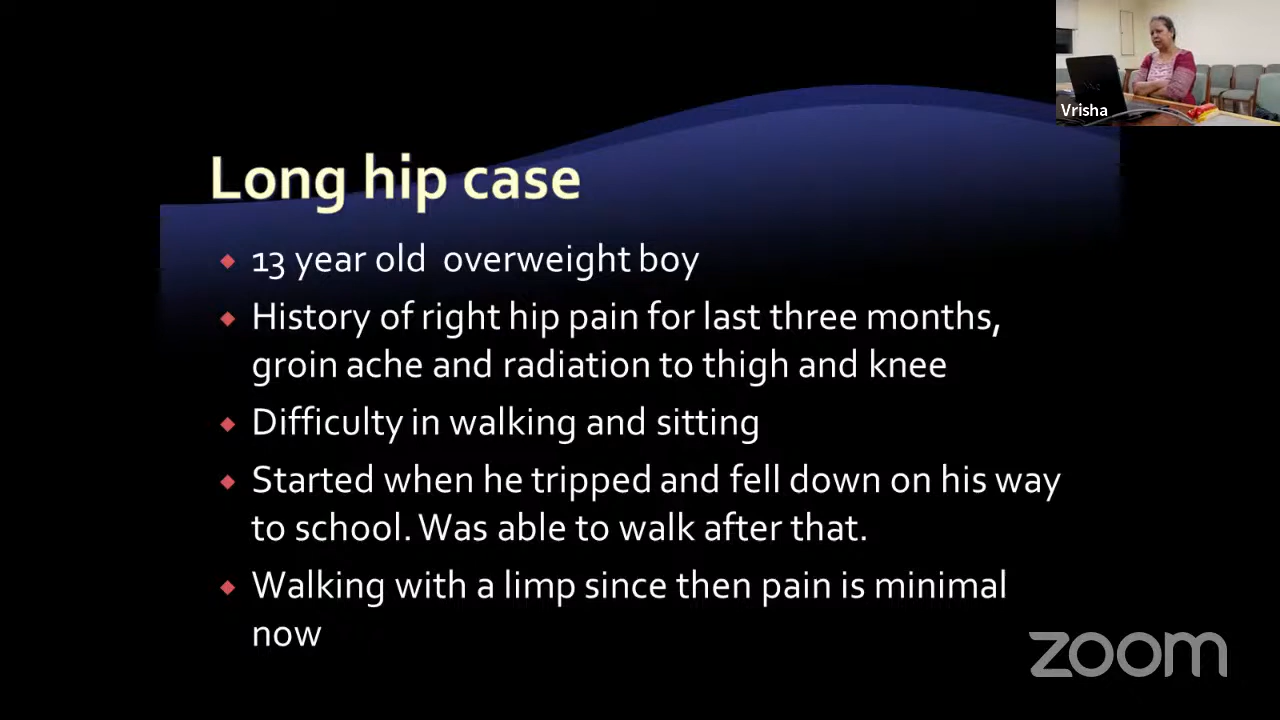 Vrisha
Long hip case
13 year old overweight boy
History of right hip pain for last three months,
groin ache and radiation to thigh and knee
Difficulty in walking and sitting
Started when he tripped and fell down on his way
to school. Was able to walk after that.
Walking with a limp since then pain is minimal
now
zoom